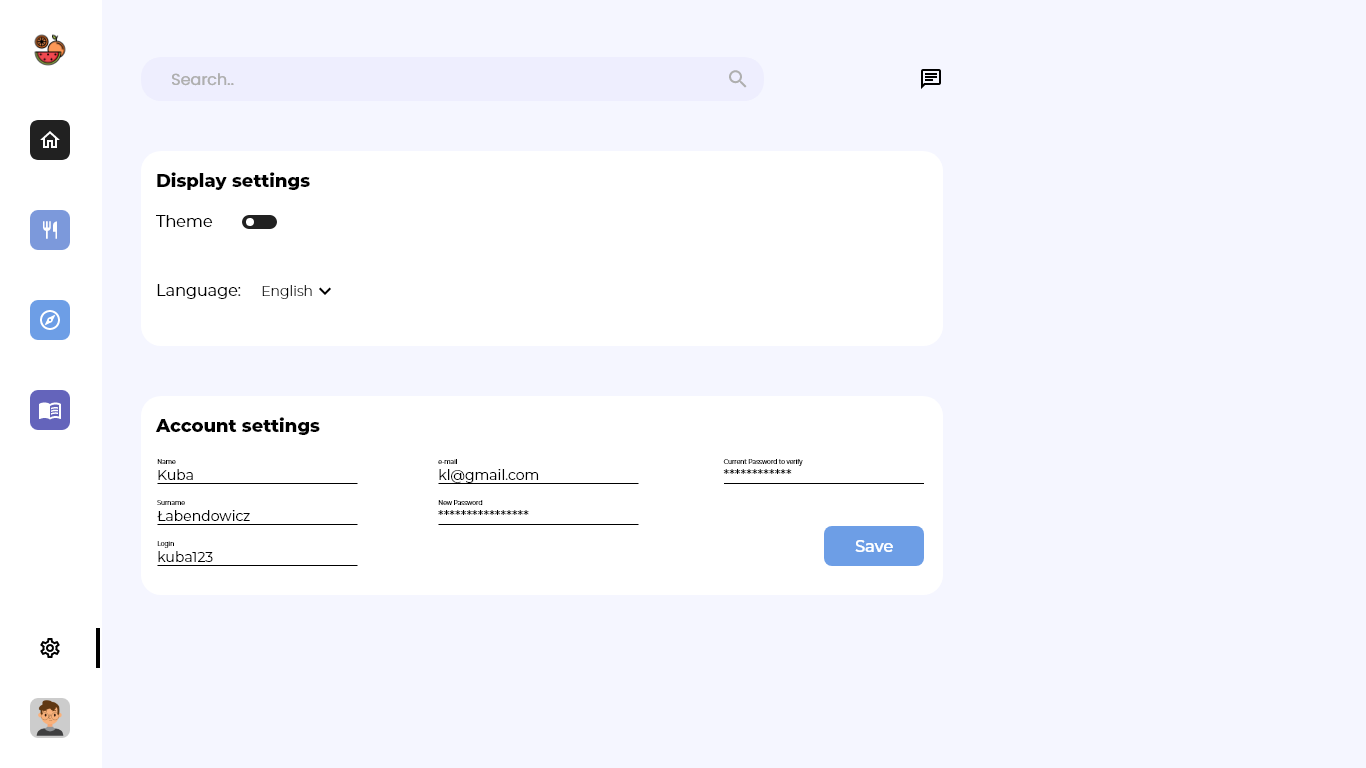 Search..
Display settings
Theme
Language: English
Account settings
Name
Kuba
e-mail
kl@gmail.com
Current Password to verify
************
Surname
Łabendowicz
New Password
****************
Login
kuba123
Save